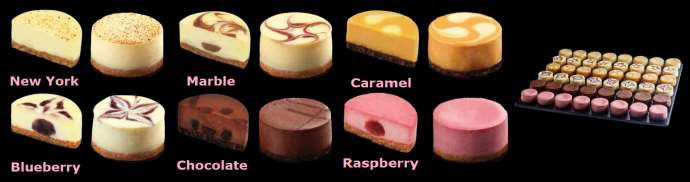 New York
Marble
Caramel
Blueberry
Chocolate
Raspberry